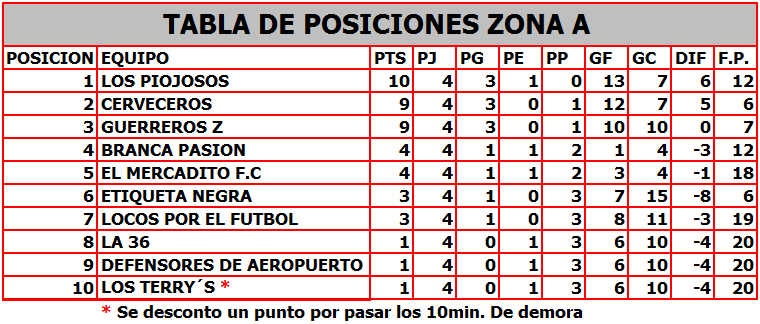 TABLA DE POSICIONES ZONA A
POSICION EQUIPO PTS PJ PG PE PP GF GC DIF F.P.
1 LOS PIOJOSOS 10 4 3 1 0 13 7 6 12
2 CERVECEROS 9 4 3 0 1 12 7 5 6
3 GUERREROS Z 9 4 3 0 1 10 10 0 7
4 BRANCA PASION 4 4 1 1 2 1 4 -3 12
5 EL MERCADITO F.C 4 4 1 1 2 3 4 -1 18
6 ETIQUETA NEGRA 3 4 1 0 3 7 15 -8 6
7 LOCOS POR EL FUTBOL 3 4 1 0 3 8 11 -3 19
8 LA 36 1 4 0 1 3 6 10 -4 20
9 DEFENSORES DE AEROPUERTO 1 4 0 1 3 6 10 -4 20
10 LOS TERRY´S * 1 4 0 1 3 6 10 -4 20
* Se desconto un punto por pasar los 10min. De demora